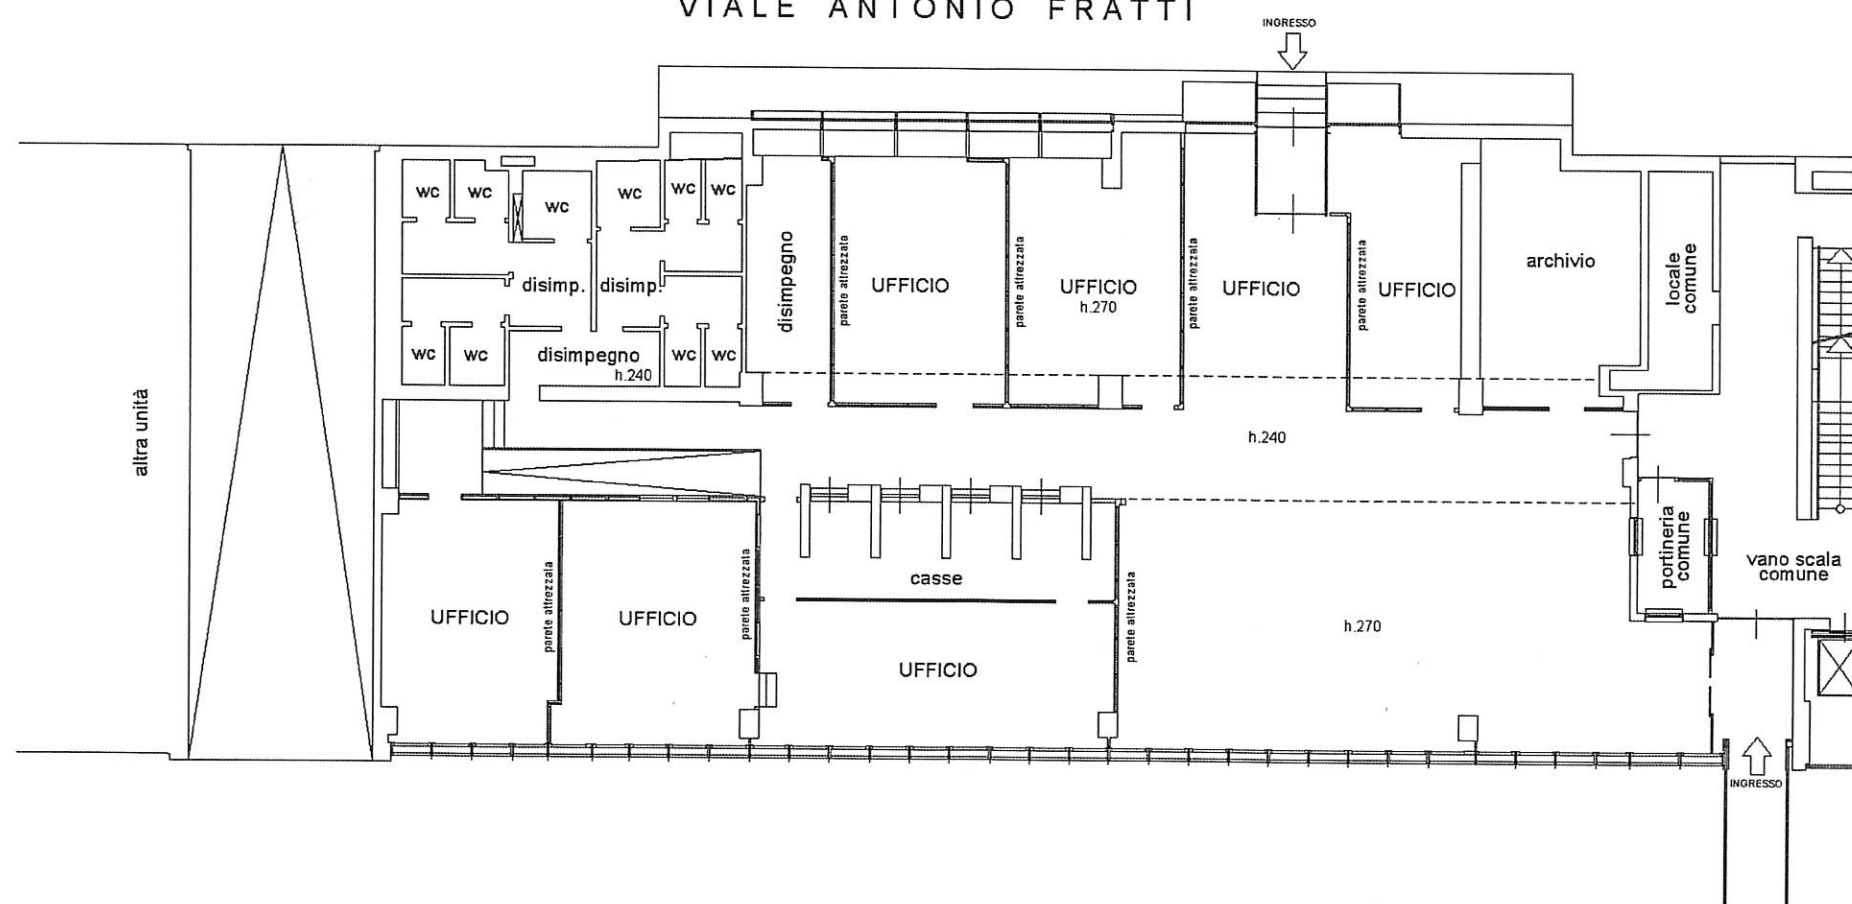 VIALE ANTONIO FRATTI
INGRESSO
wc
wc
wc
wc
wc
wc
disimp.
disimp.
wc
wc
disimpegno
h.240
wc
wc
disimpegno
parete attrezzata
UFFICIO
parete attrezzata
UFFICIO
h.270
parete attrezzata
UFFICIO
parete attrezzata
UFFICIO
archivio
locale
comune
altra unità
h.240
UFFICIO
parete attrezzata
UFFICIO
parete attrezzata
casse
UFFICIO
parete attrezzata
h.270
portineria
comune
vano scala
comune
INGRESSO